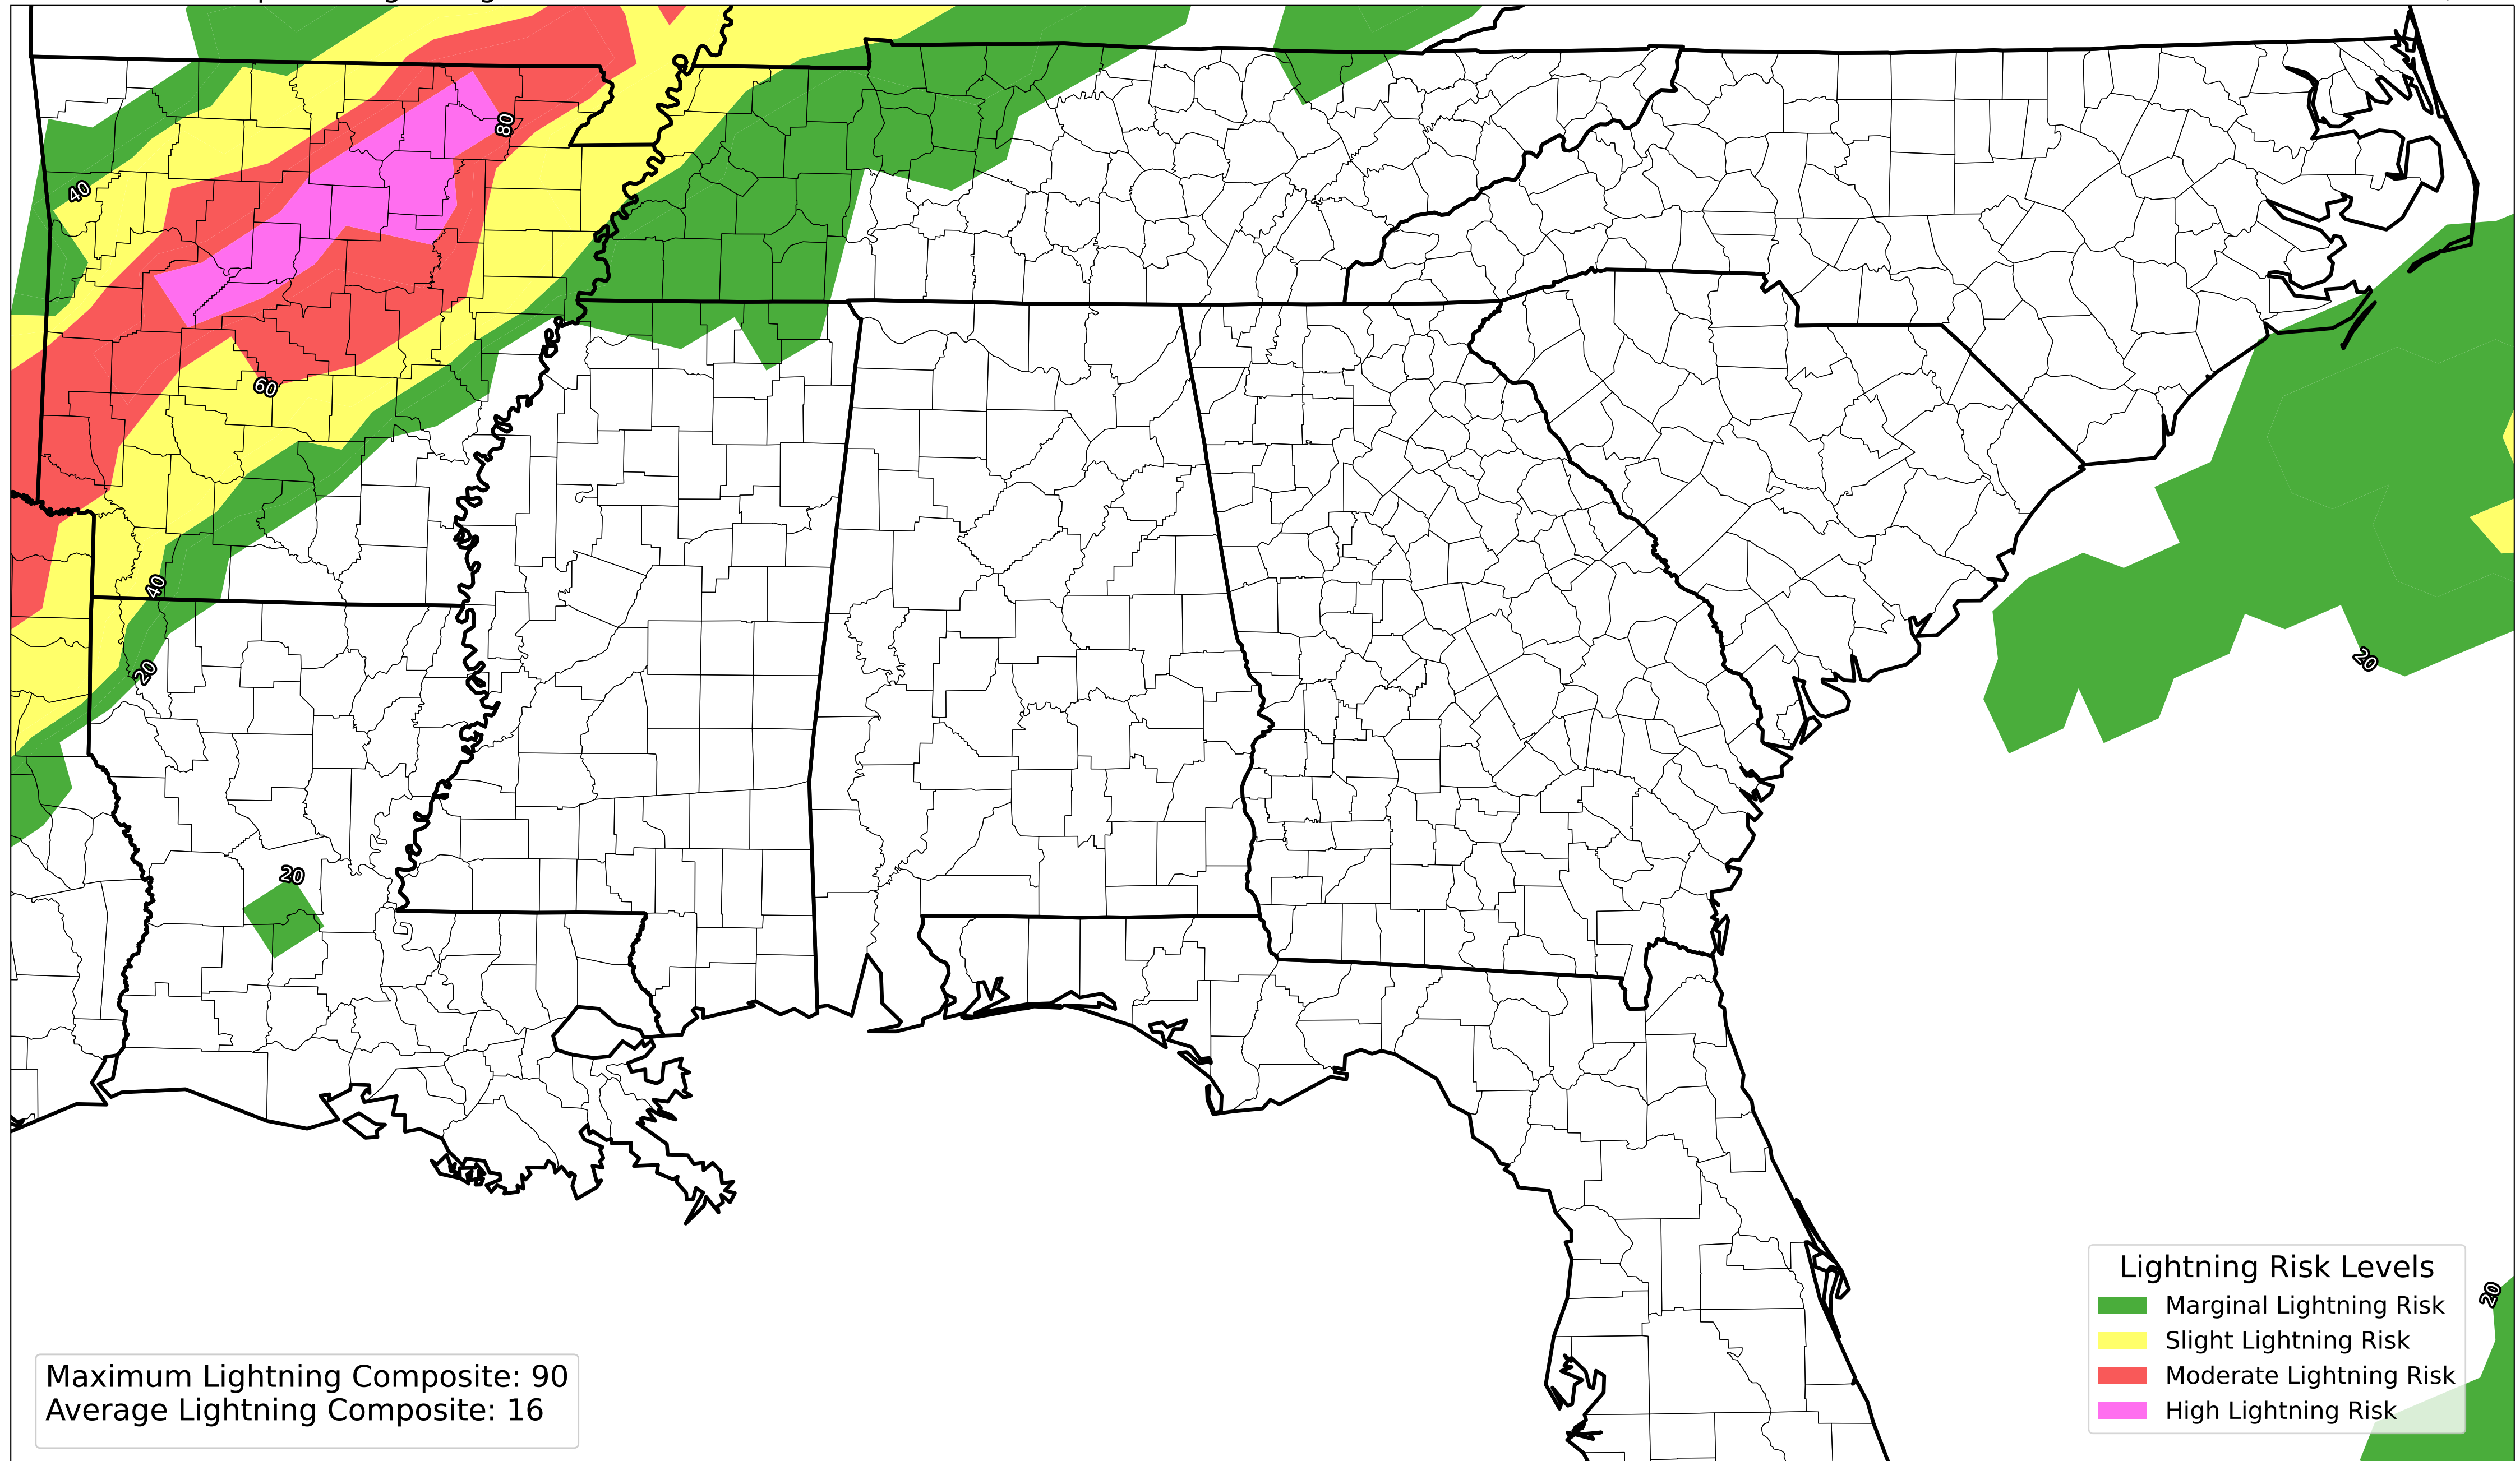 80
40
60
40
20
20
20
20
Lightning Risk Levels
Marginal Lightning Risk
Slight Lightning Risk
Moderate Lightning Risk
High Lightning Risk
Maximum Lightning Composite: 90
Average Lightning Composite: 16